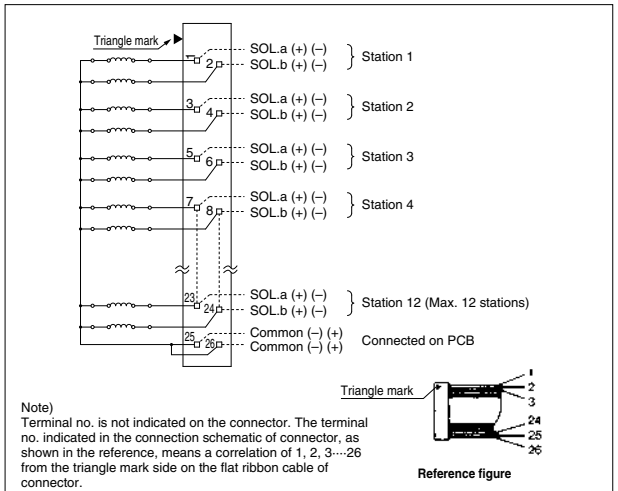 Triangle mark
1
SOL.a (+) (–)
2
SOL.b (+) (–)
Station 1
3
SOL.a (+) (–)
4
SOL.b (+) (–)
Station 2
5
SOL.a (+) (–)
6
SOL.b (+) (–)
Station 3
7
SOL.a (+) (–)
8
SOL.b (+) (–)
Station 4
23
SOL.a (+) (–)
24
SOL.b (+) (–)
Station 12 (Max. 12 stations)
25
Common (–) (+)
26
Common (–) (+)
Connected on PCB
Note)
Terminal no. is not indicated on the connector. The terminal
no. indicated in the connection schematic of connector, as
shown in the reference, means a correlation of 1, 2, 3····26
from the triangle mark side on the flat ribbon cable of
connector.
Triangle mark
1
2
3
24
25
26
Reference figure